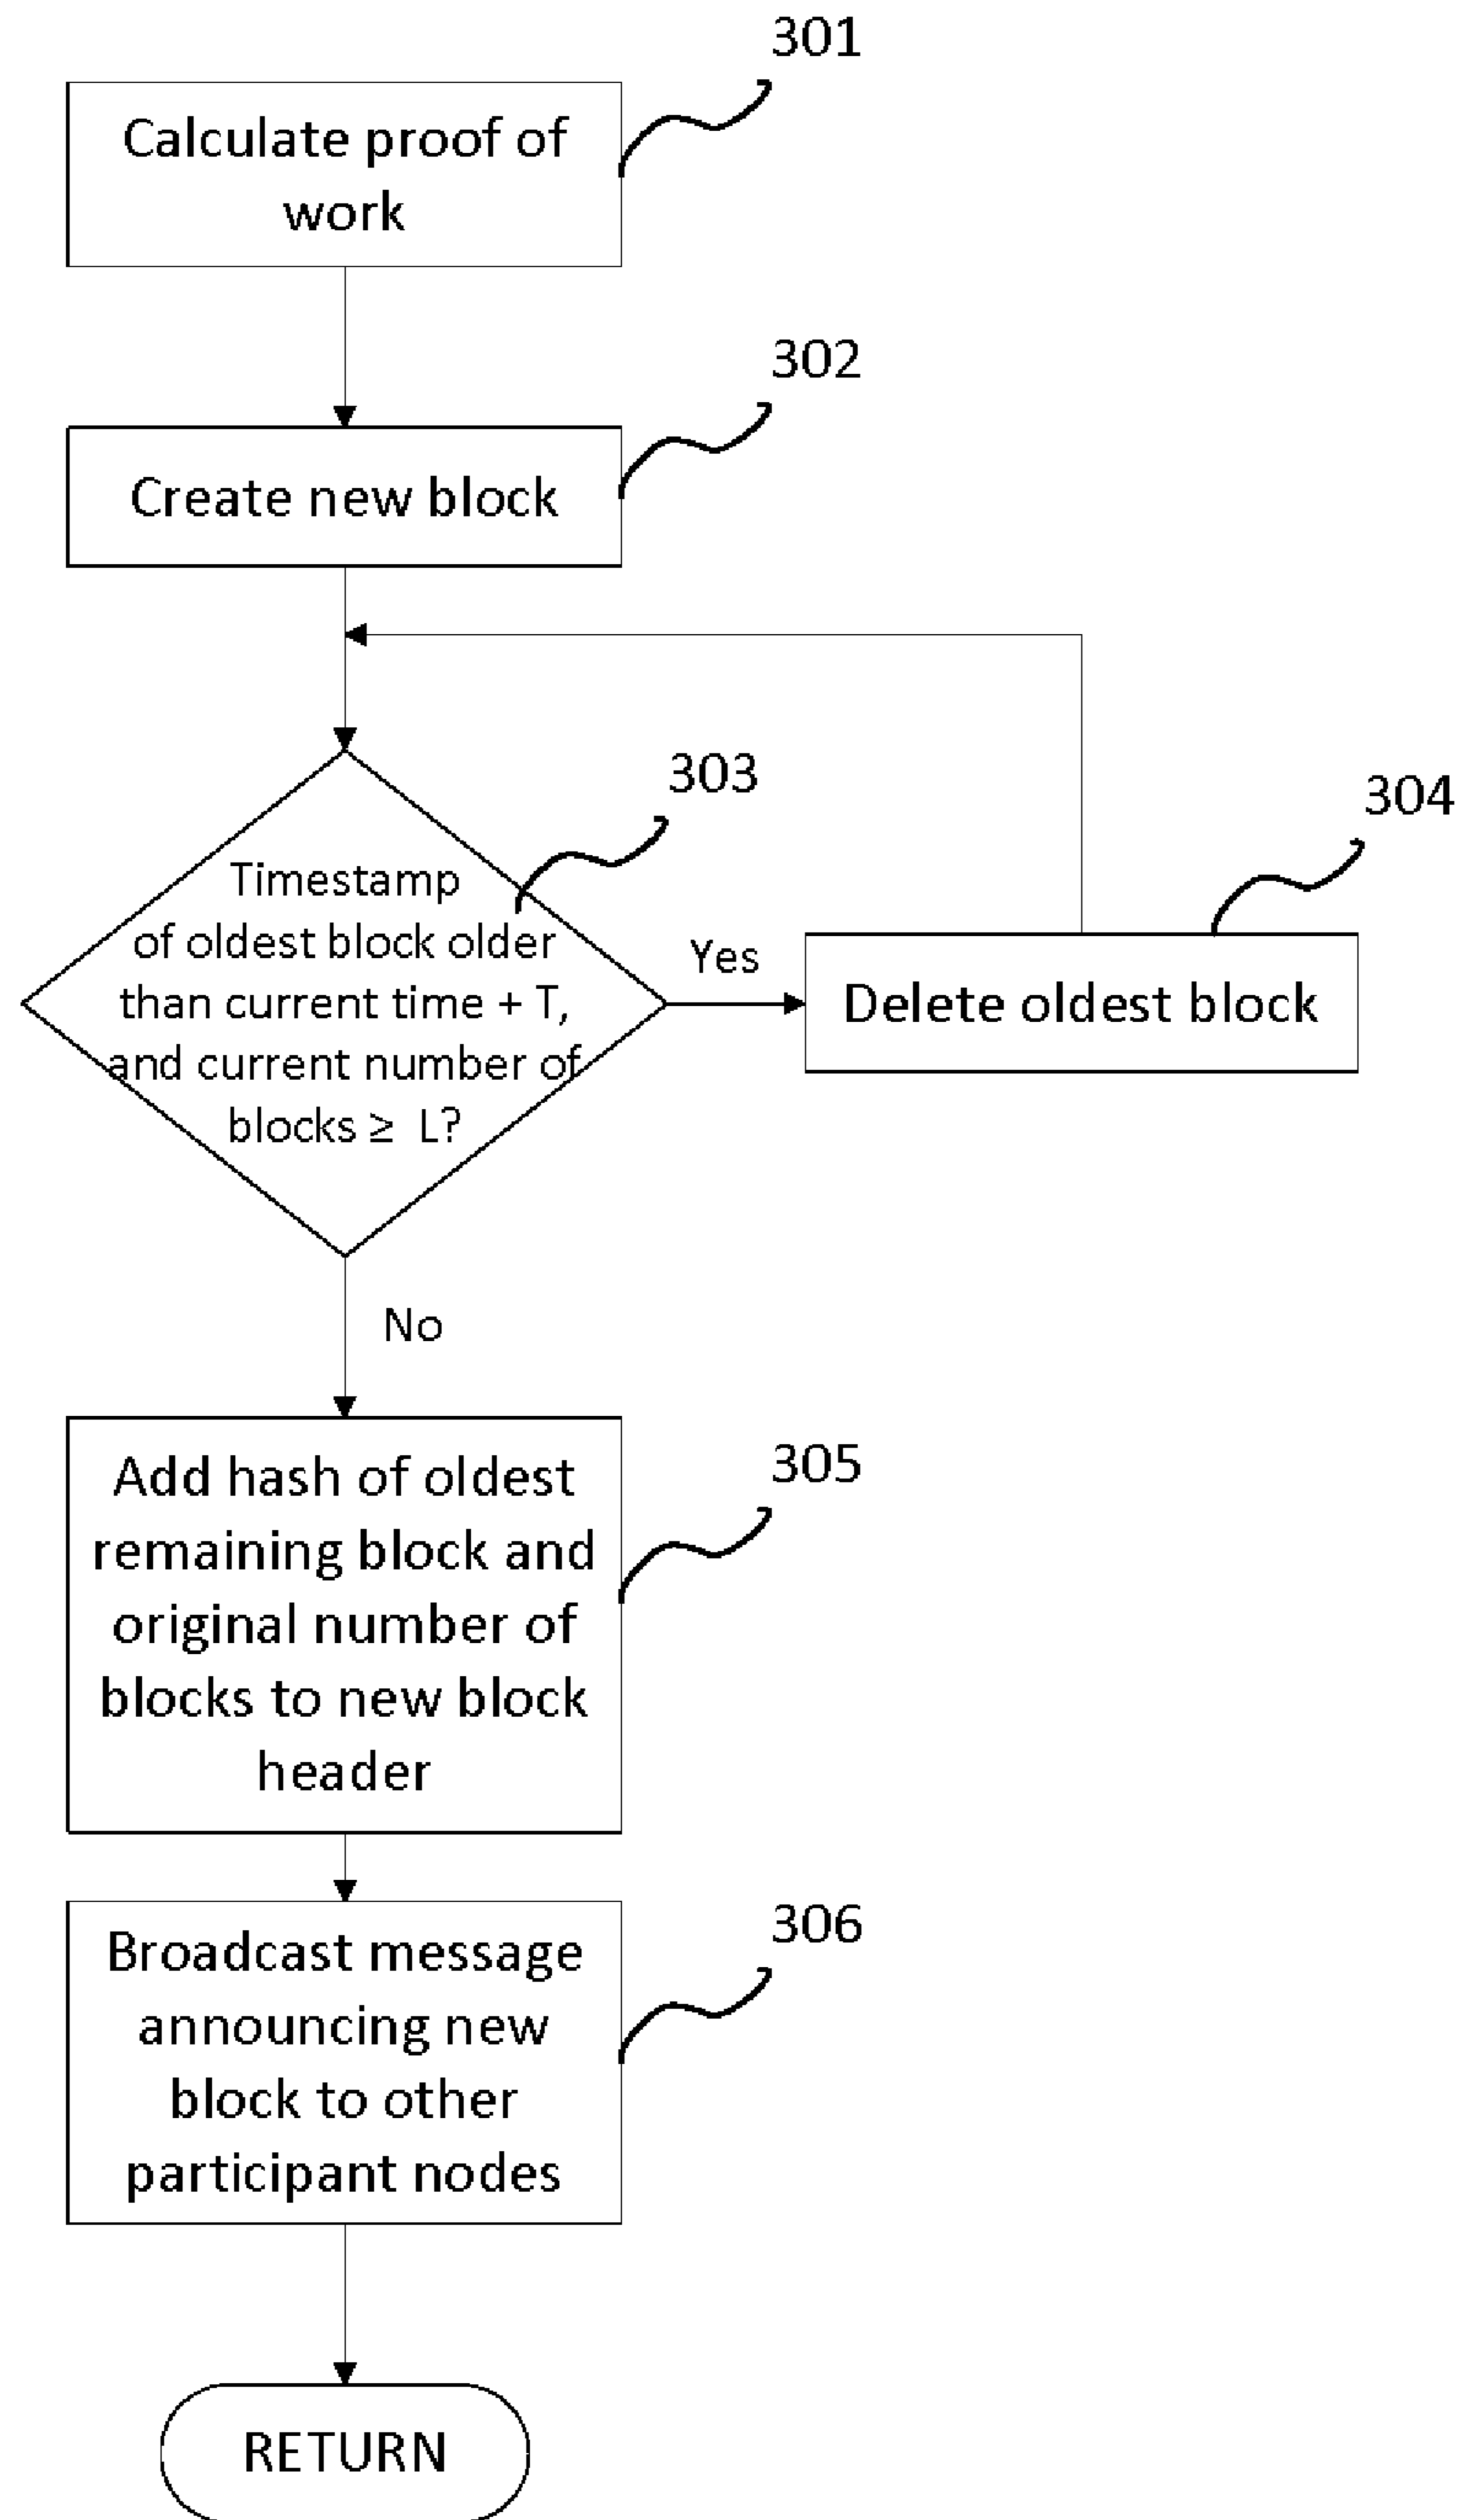 301
Calculate proof of
work
302
Create new block
303
Timestamp
of oldest block older
than current time + T,
and current number of
blocks ≥ L?
Yes
304
Delete oldest block
No
305
Add hash of oldest
remaining block and
original number of
blocks to new block
header
306
Broadcast message
announcing new
block to other
participant nodes
RETURN